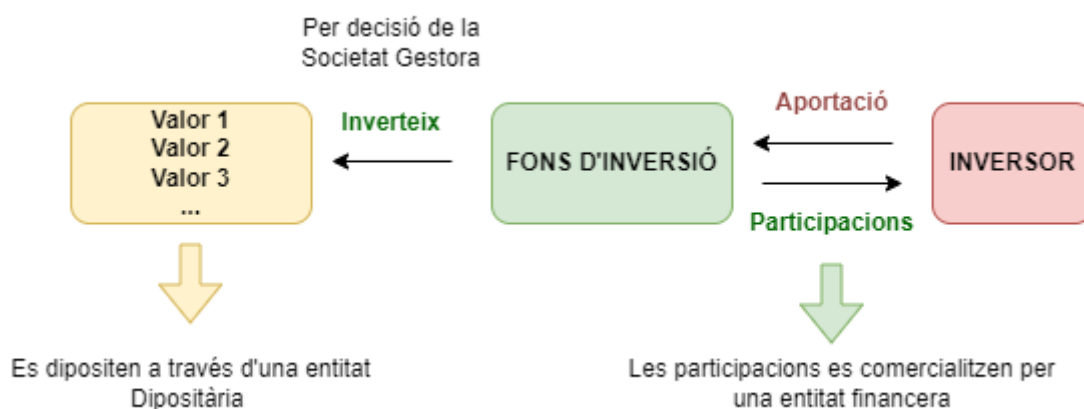 Per decisió de la
Societat Gestora
Valor 1
Valor 2
Valor 3
...
Inverteix
FONS D'INVERSIÓ
Aportació
Participacions
INVERSOR
Es dipositen a través d'una entitat
Dipositària
Les participacions es comercialitzen per
una entitat financera